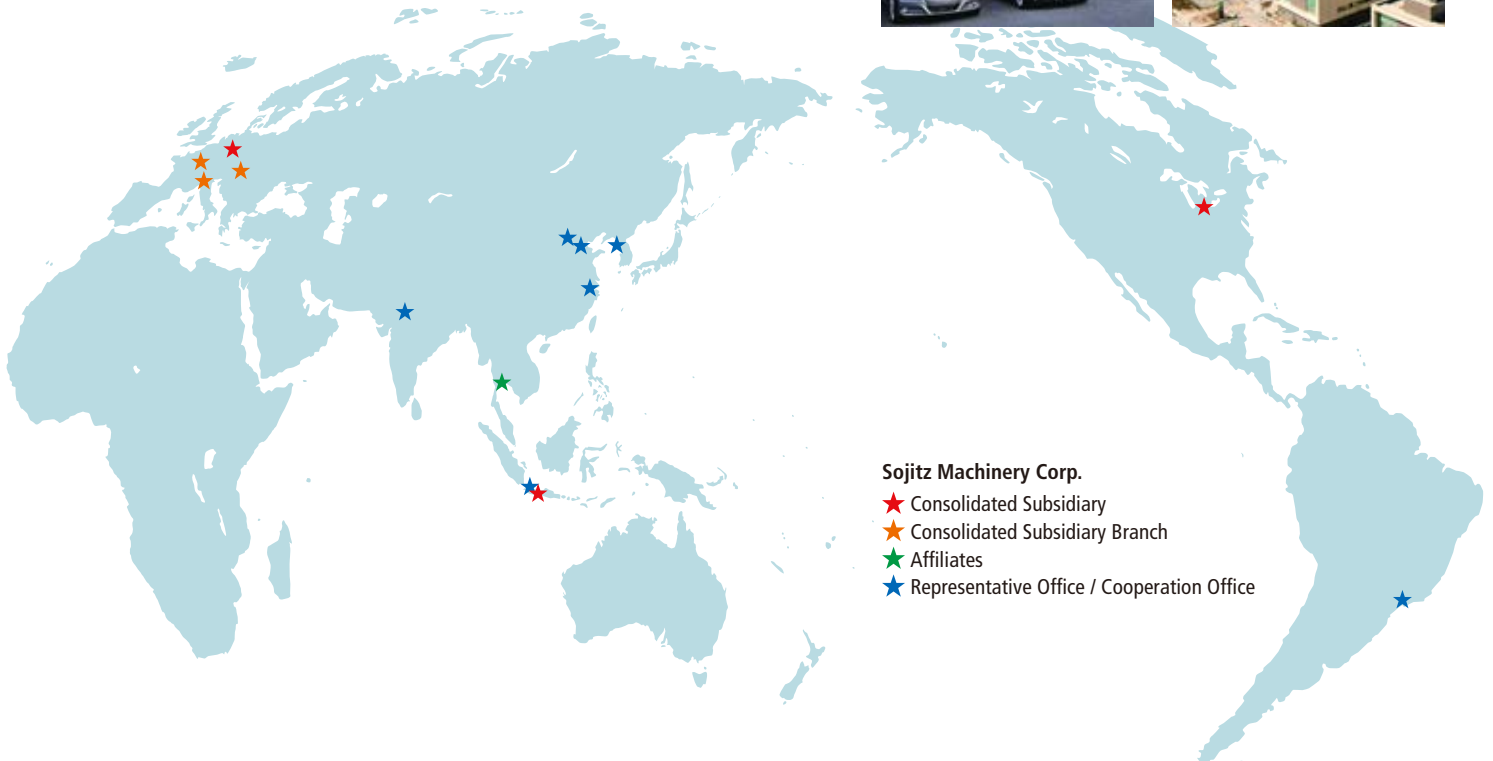 Sojitz Machinery Corp.
Consolidated Subsidiary
Consolidated Subsidiary Branch
Affiliates
Representative Office / Cooperation Office